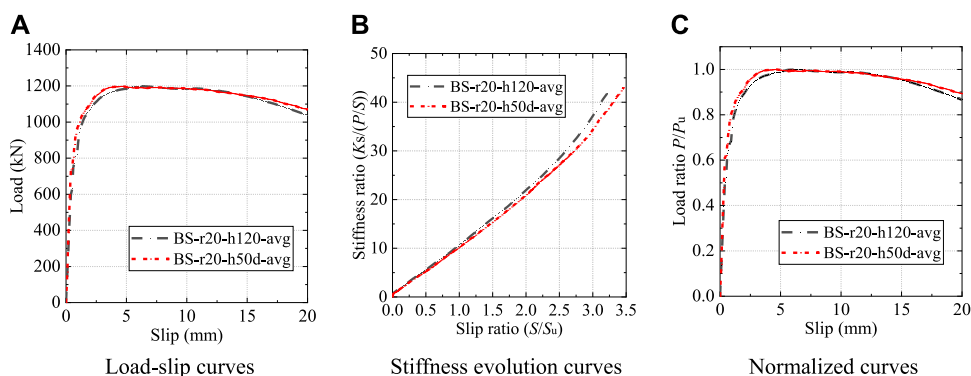 A
Load (kN)
1400
1200
1000
800
600
400
200
0
BS-r20-h120-avg
BS-r20-h50d-avg
0 5 10 15 20
Slip (mm)
Load-slip curves
B
Stiffness ratio (Ks/(P/S))
50
40
30
20
10
0
BS-r20-h120-avg
BS-r20-h50d-avg
0.0 0.5 1.0 1.5 2.0 2.5 3.0 3.5
Slip ratio (S/Su)
Stiffness evolution curves
C
Load ratio P/Pu
1.0
0.8
0.6
0.4
0.2
0.0
BS-r20-h120-avg
BS-r20-h50d-avg
0 5 10 15 20
Slip (mm)
Normalized curves